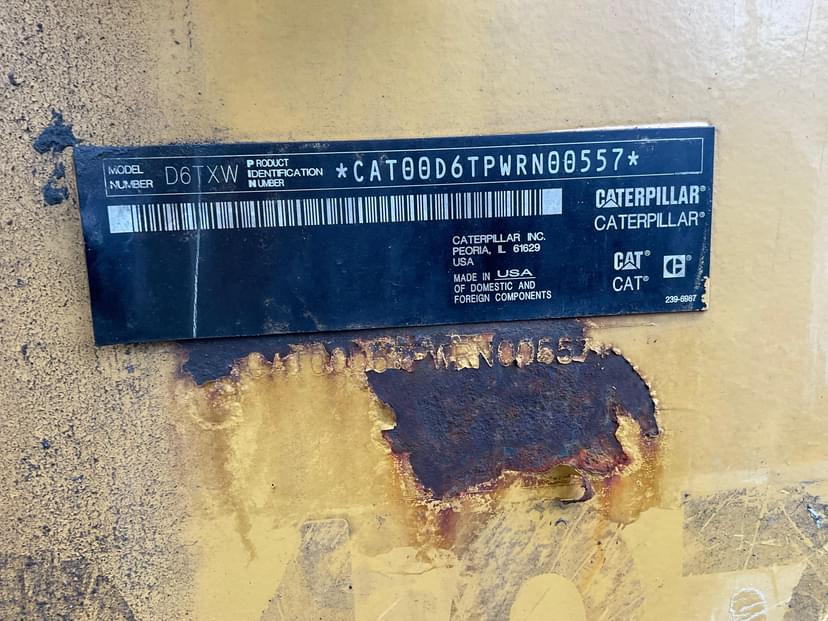 MODEL NUMBER D6TXW PRODUCT IDENTIFICATION NUMBER *CAT00D6TPWRN00557*
CATERPILLAR
CATERPILLAR®
CATERPILLAR INC.
PEORIA, IL 61629
USA
MADE IN USA
OF DOMESTIC AND
FOREIGN COMPONENTS
CAT®
C®
CAT®
239-6967